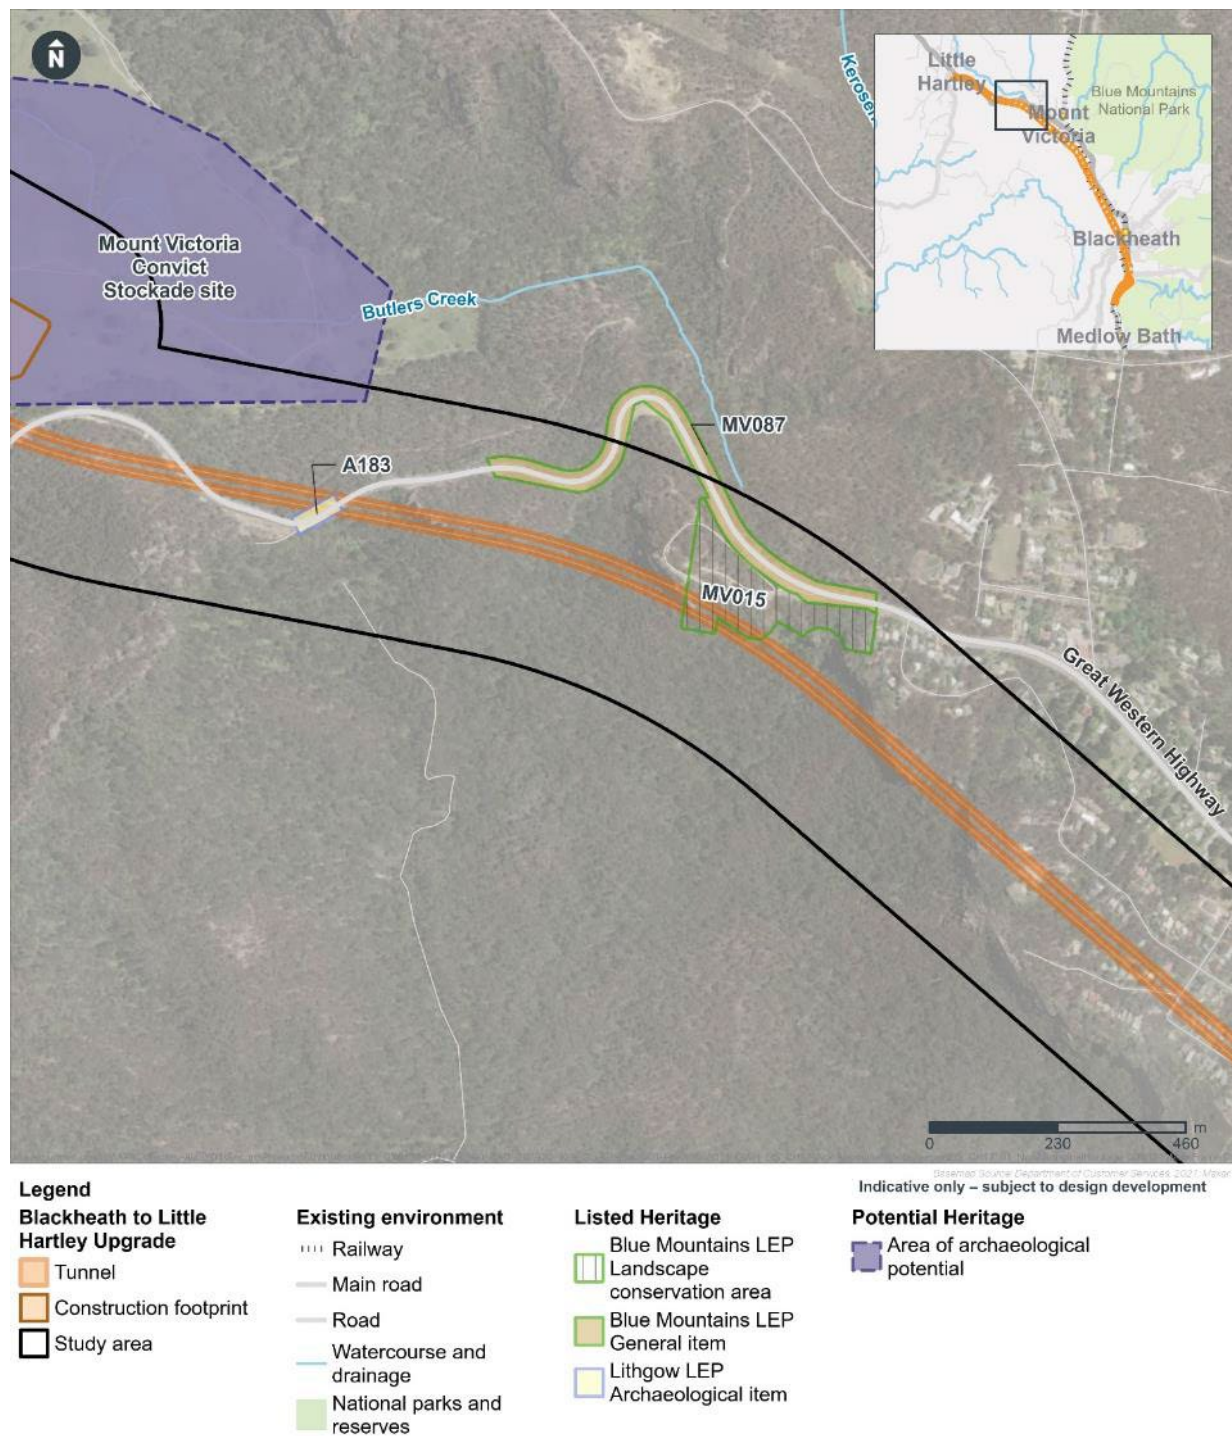 N
Little
Hartley
Blue Mountains
National Park
Mount
Victoria
Blackheath
Medlow Bath
Mount Victoria
Convict
Stockade site
Butlers Creek
MV087
A183
MV015
Great Western Highway
m
0 230 460
Indicative only – subject to design development
Legend
Blackheath to Little
Hartley Upgrade
Tunnel
Construction footprint
Study area
Existing environment
Railway
Main road
Road
Watercourse and
drainage
National parks and
reserves
Listed Heritage
Blue Mountains LEP
Landscape
conservation area
Blue Mountains LEP
General item
Lithgow LEP
Archaeological item
Potential Heritage
Area of archaeological
potential